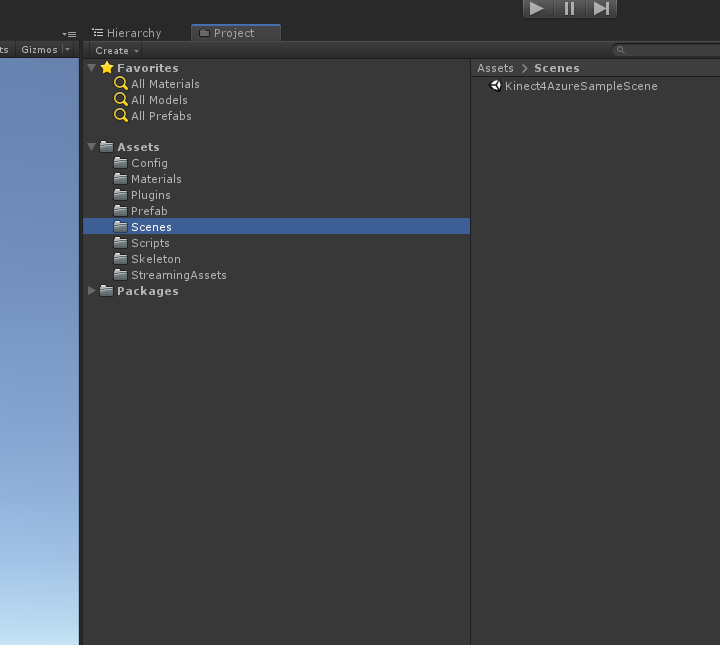 Hierarchy
Project
ts
Gizmos
Create
Favorites
All Materials
All Models
All Prefabs
Assets
Config
Materials
Plugins
Prefab
Scenes
Scripts
Skeleton
StreamingAssets
Packages
Assets > Scenes
Kinect4AzureSampleScene